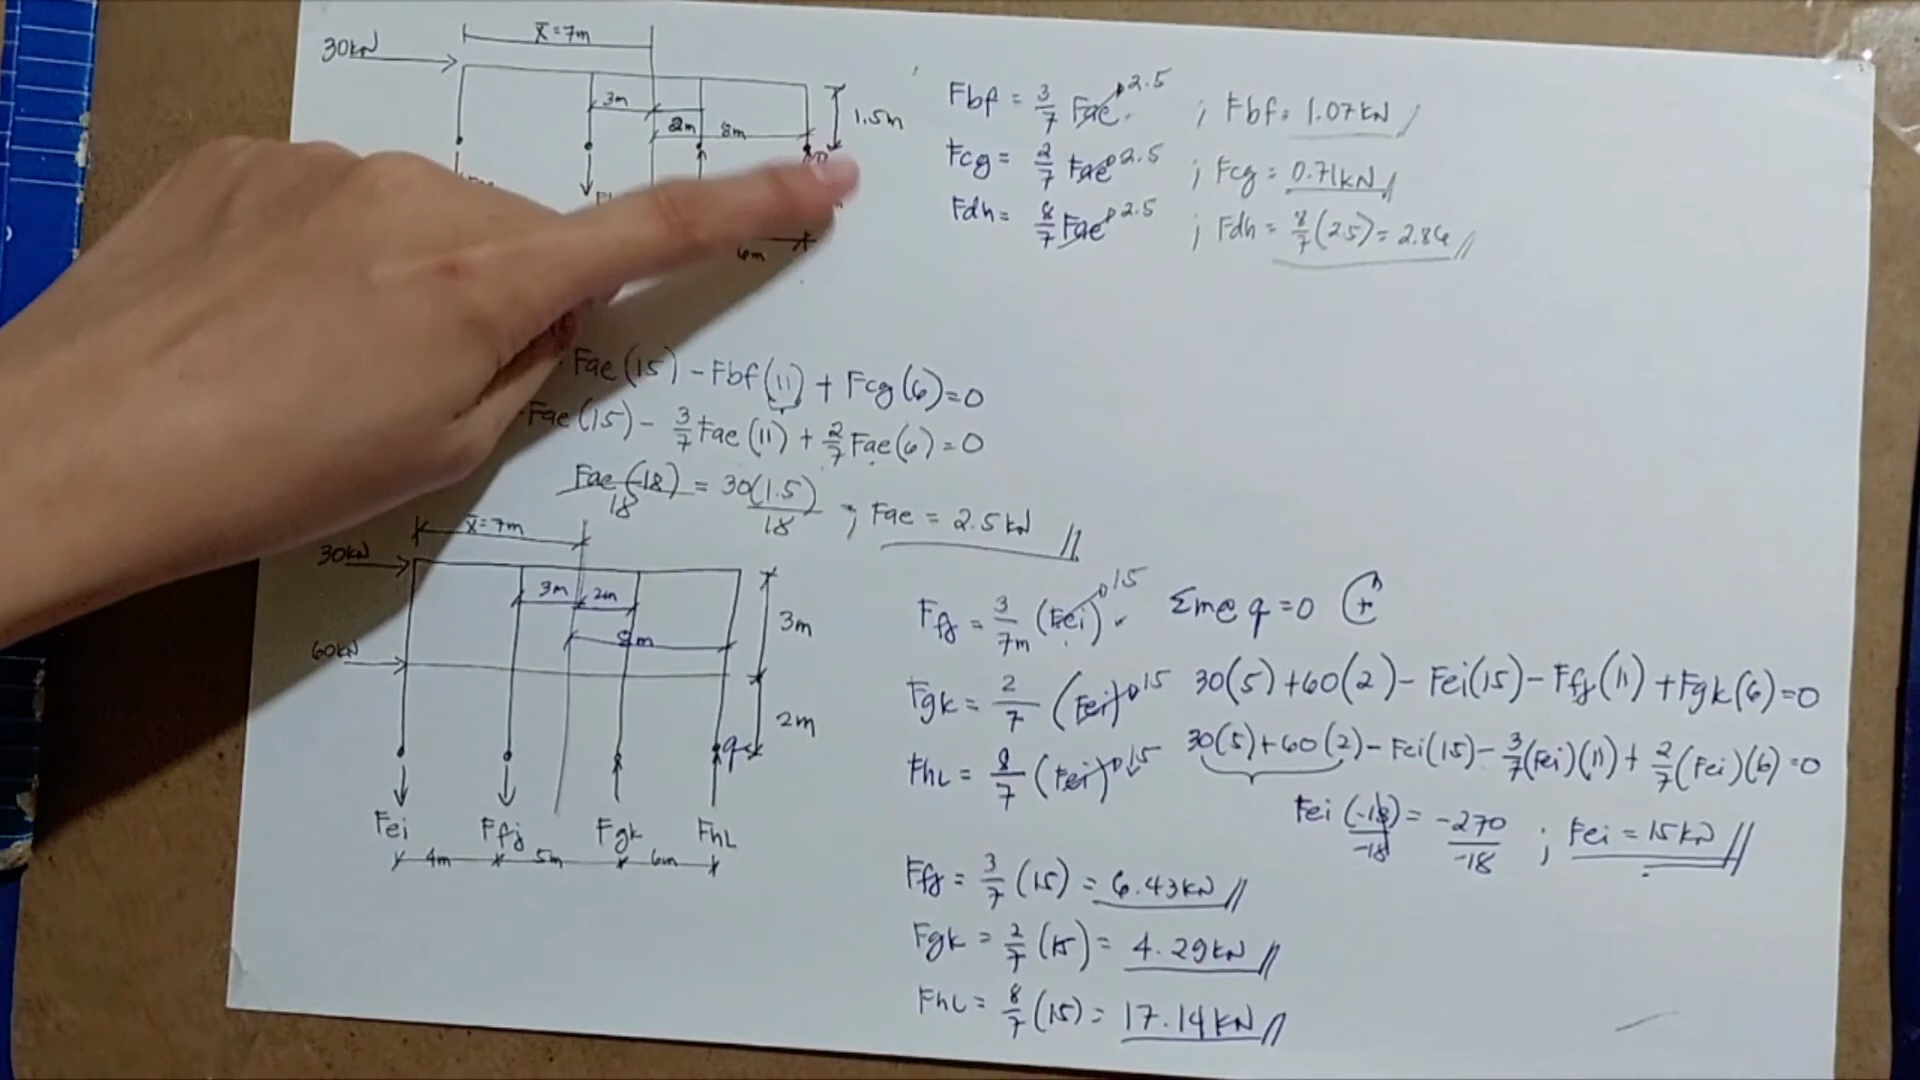 30kN
x̄=7m
3m
2m
8m
1.5m
6m
Fbf = 3/7 Fae 2.5 ; Fbf = 1.07kN
Fcg = 2/7 Fae 2.5 ; Fcg = 0.71kN
Fdh = 8/7 Fae 2.5 ; Fdh = 8/7 (2.5) = 2.86
Fae (15) - Fbf (11) + Fcg (6) = 0
-Fae (15) - 3/7 Fae (11) + 2/7 Fae (6) = 0
Fae (-18)/18 = 30(1.5)/18 ; Fae = 2.5 kN
x̄=7m
30kN
3m
2m
8m
3m
60kN
2m
q
Fei
Ffj
Fgk
FhL
4m
5m
6m
Ffj = 3/7m (Fei) 15
Fgk = 2/7 (Fei) 15
FhL = 8/7 (Fei) 15
Σm@q = 0 +
30(5) + 60(2) - Fei(15) - Ffj(11) + Fgk(6) = 0
30(5) + 60(2) - Fei(15) - 3/7(Fei)(11) + 2/7(Fei)(6) = 0
Fei (-18)/-18 = -270/-18 ; Fei = 15kN
Ffj = 3/7 (15) = 6.43kN
Fgk = 2/7 (15) = 4.29kN
FhL = 8/7 (15) = 17.14kN